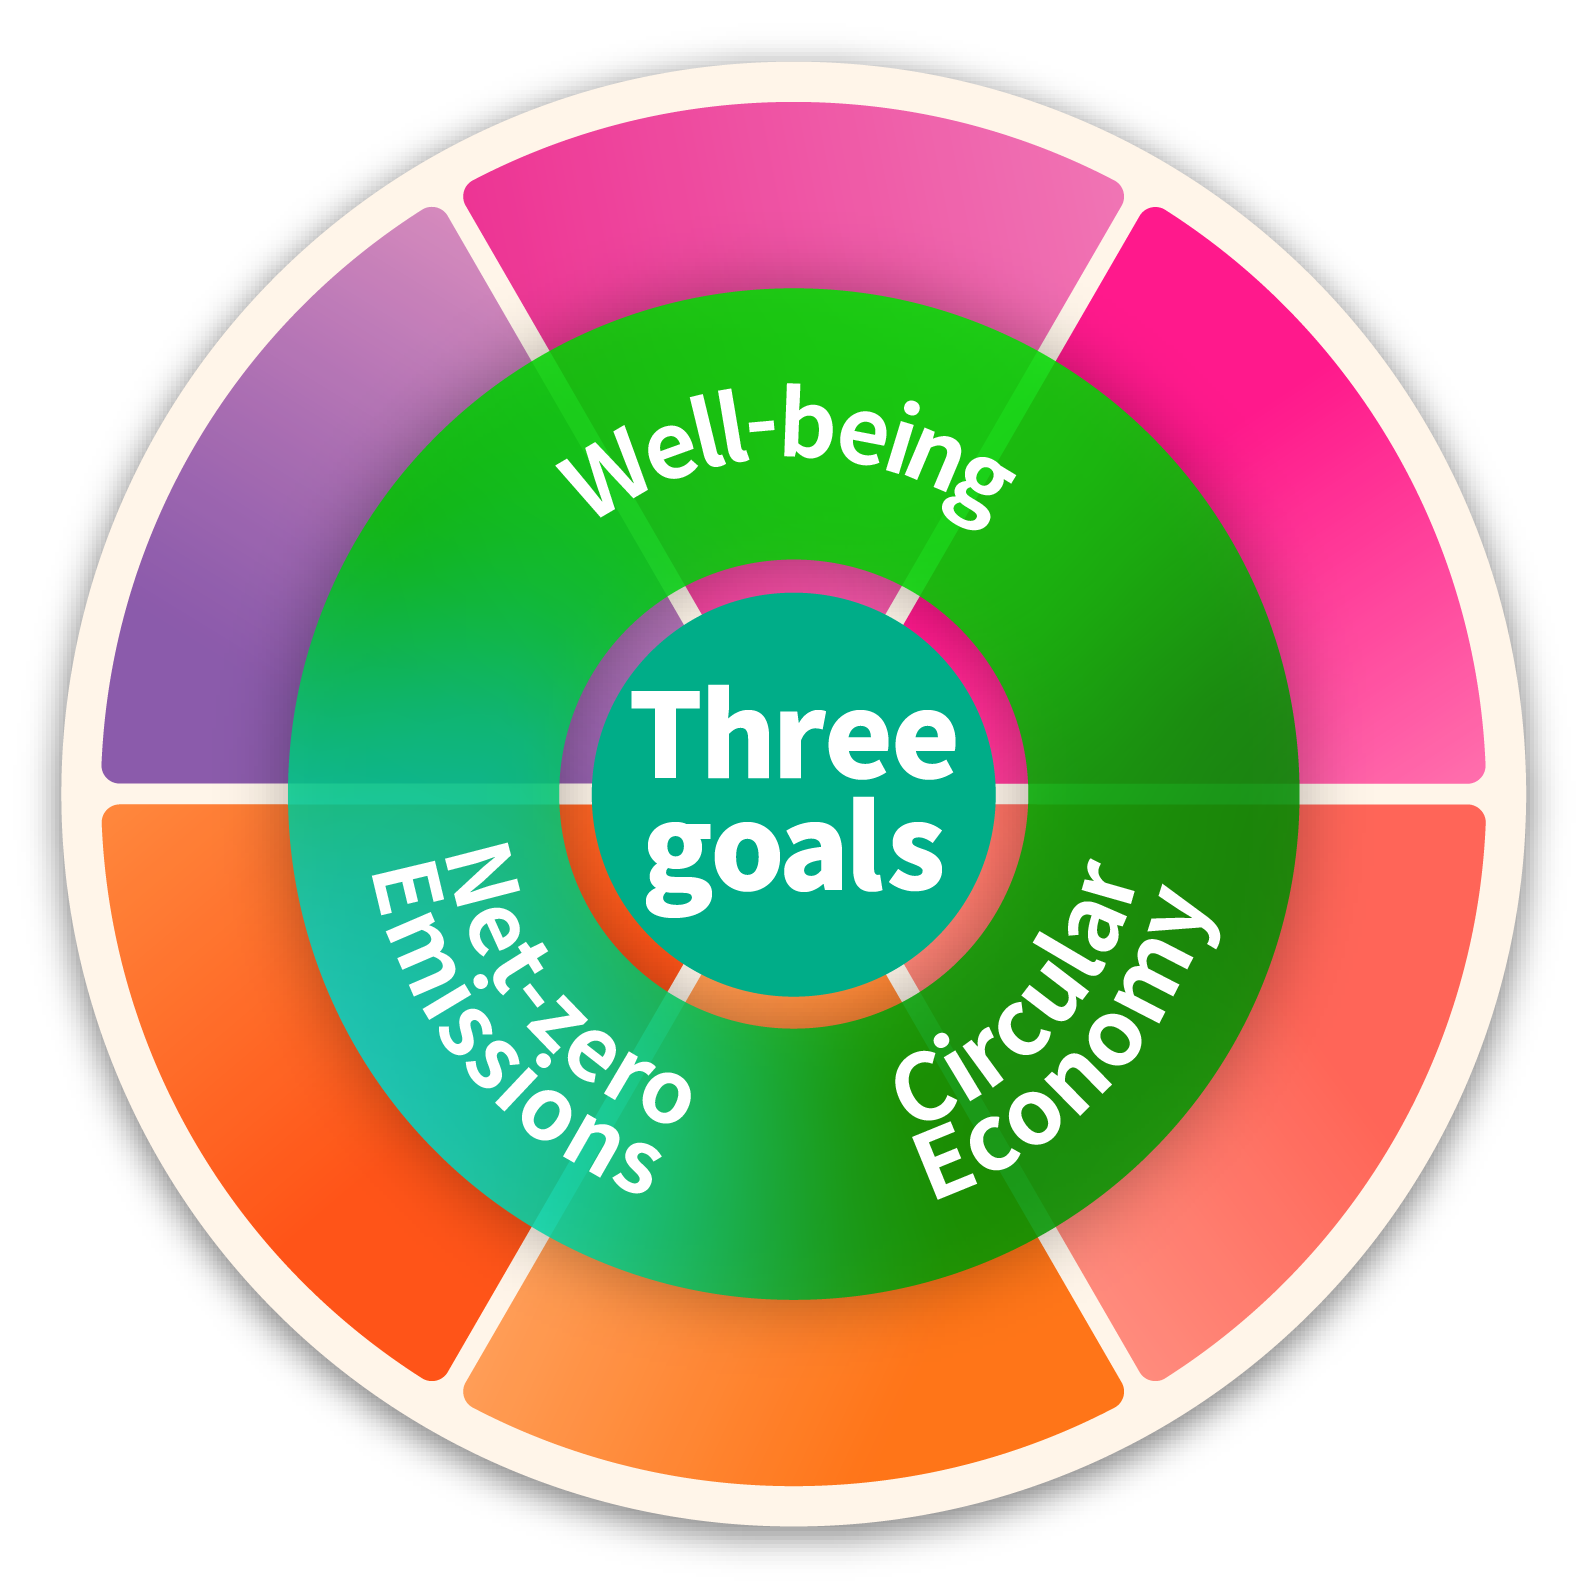 Well-being
Three
goals
Net-zero
Emissions
Circular
Economy